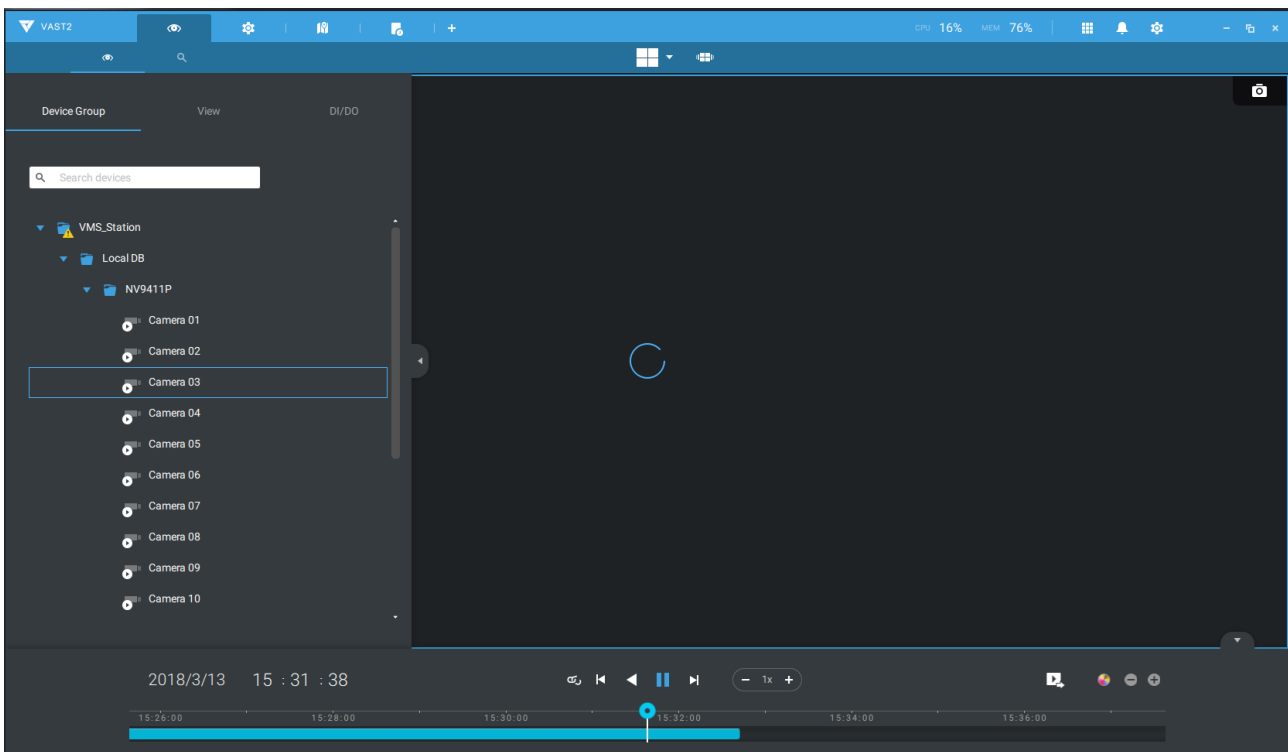 VAST2
CPU 16% MEM 76%
Device Group View DI/DO
Search devices
VMS_Station
Local DB
NV9411P
Camera 01
Camera 02
Camera 03
Camera 04
Camera 05
Camera 06
Camera 07
Camera 08
Camera 09
Camera 10
2018/3/13 15 : 31 : 38
1x
15:26:00 15:28:00 15:30:00 15:32:00 15:34:00 15:36:00